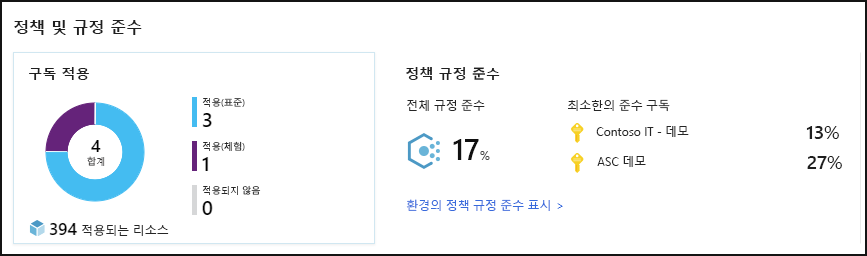 정책 및 규정 준수
구독 적용
4
합계
적용(표준)
3
적용(체험)
1
적용되지 않음
0
394 적용되는 리소스
정책 규정 준수
전체 규정 준수
17%
최소한의 준수 구독
Contoso IT - 데모 13%
ASC 데모 27%
환경의 정책 규정 준수 표시 >